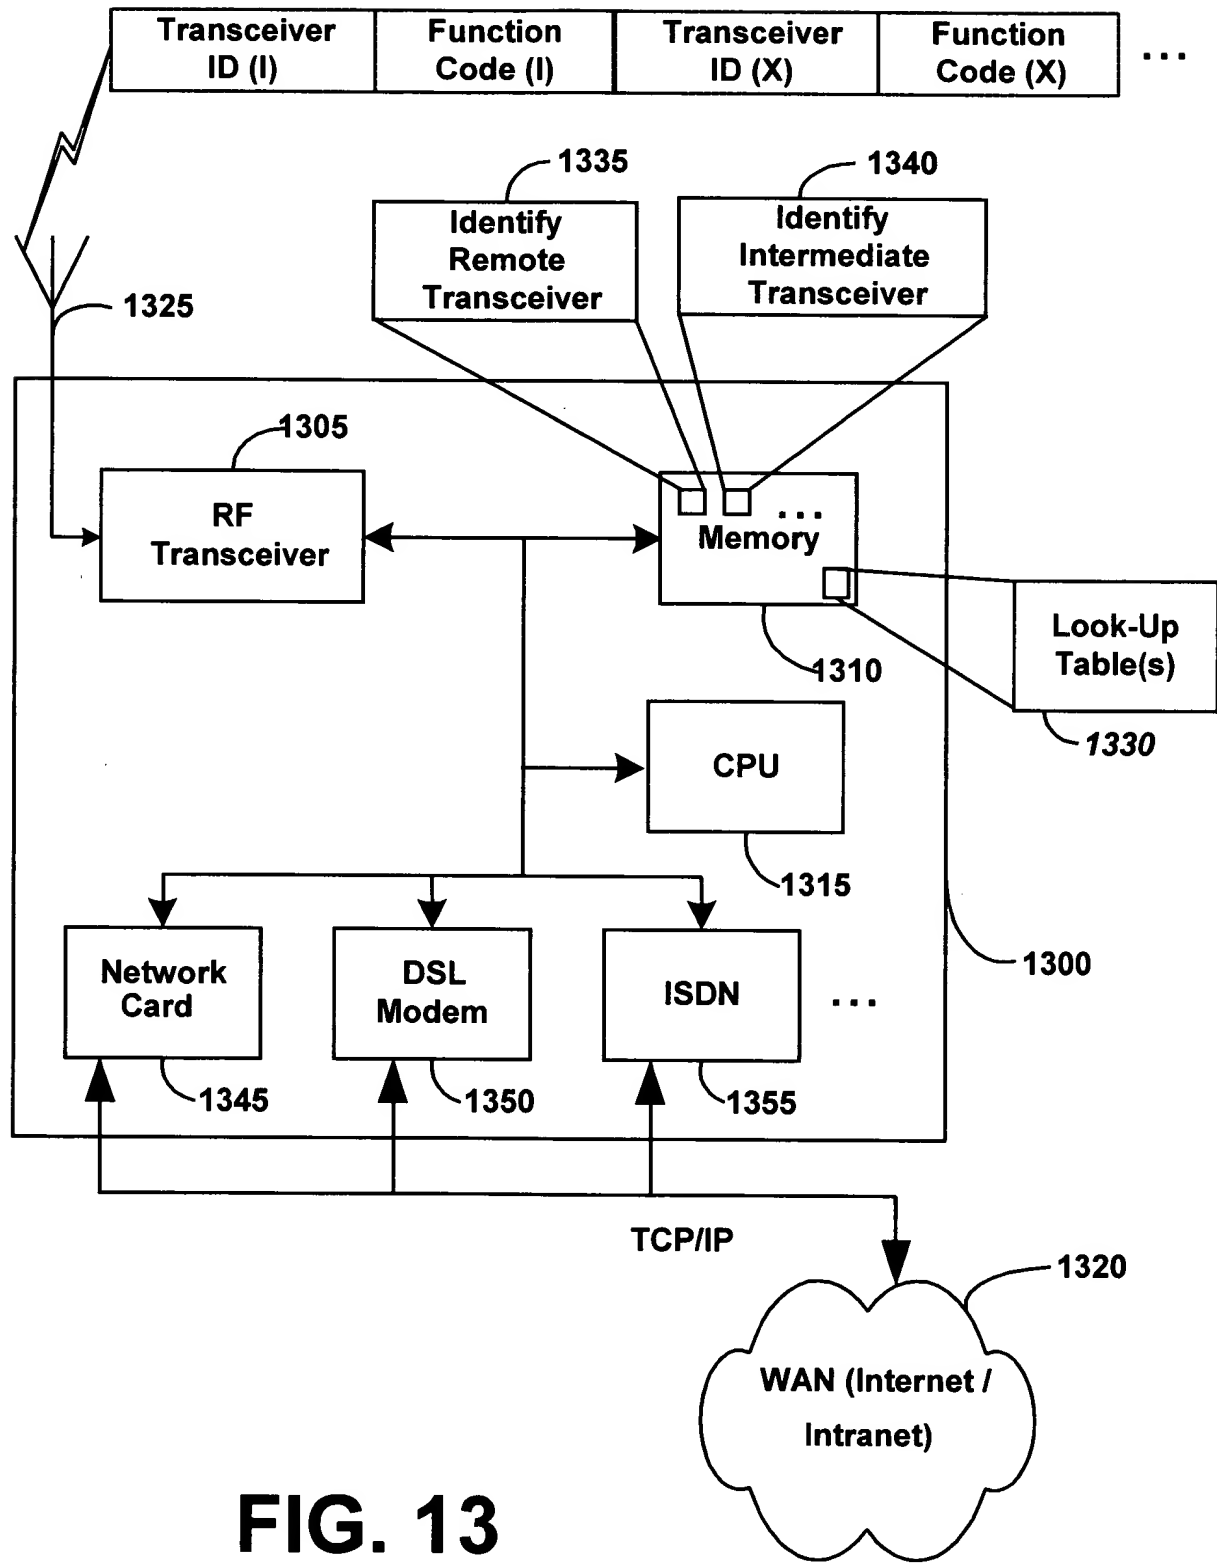 Transceiver ID (I)
Function Code (I)
Transceiver ID (X)
Function Code (X)
...
1335
1340
Identify
Remote
Transceiver
Identify
Intermediate
Transceiver
1325
1305
RF
Transceiver
...
Memory
1310
Look-Up
Table(s)
1330
CPU
1315
Network
Card
DSL
Modem
ISDN
...
1300
1345
1350
1355
TCP/IP
1320
WAN (Internet /
Intranet)
FIG. 13